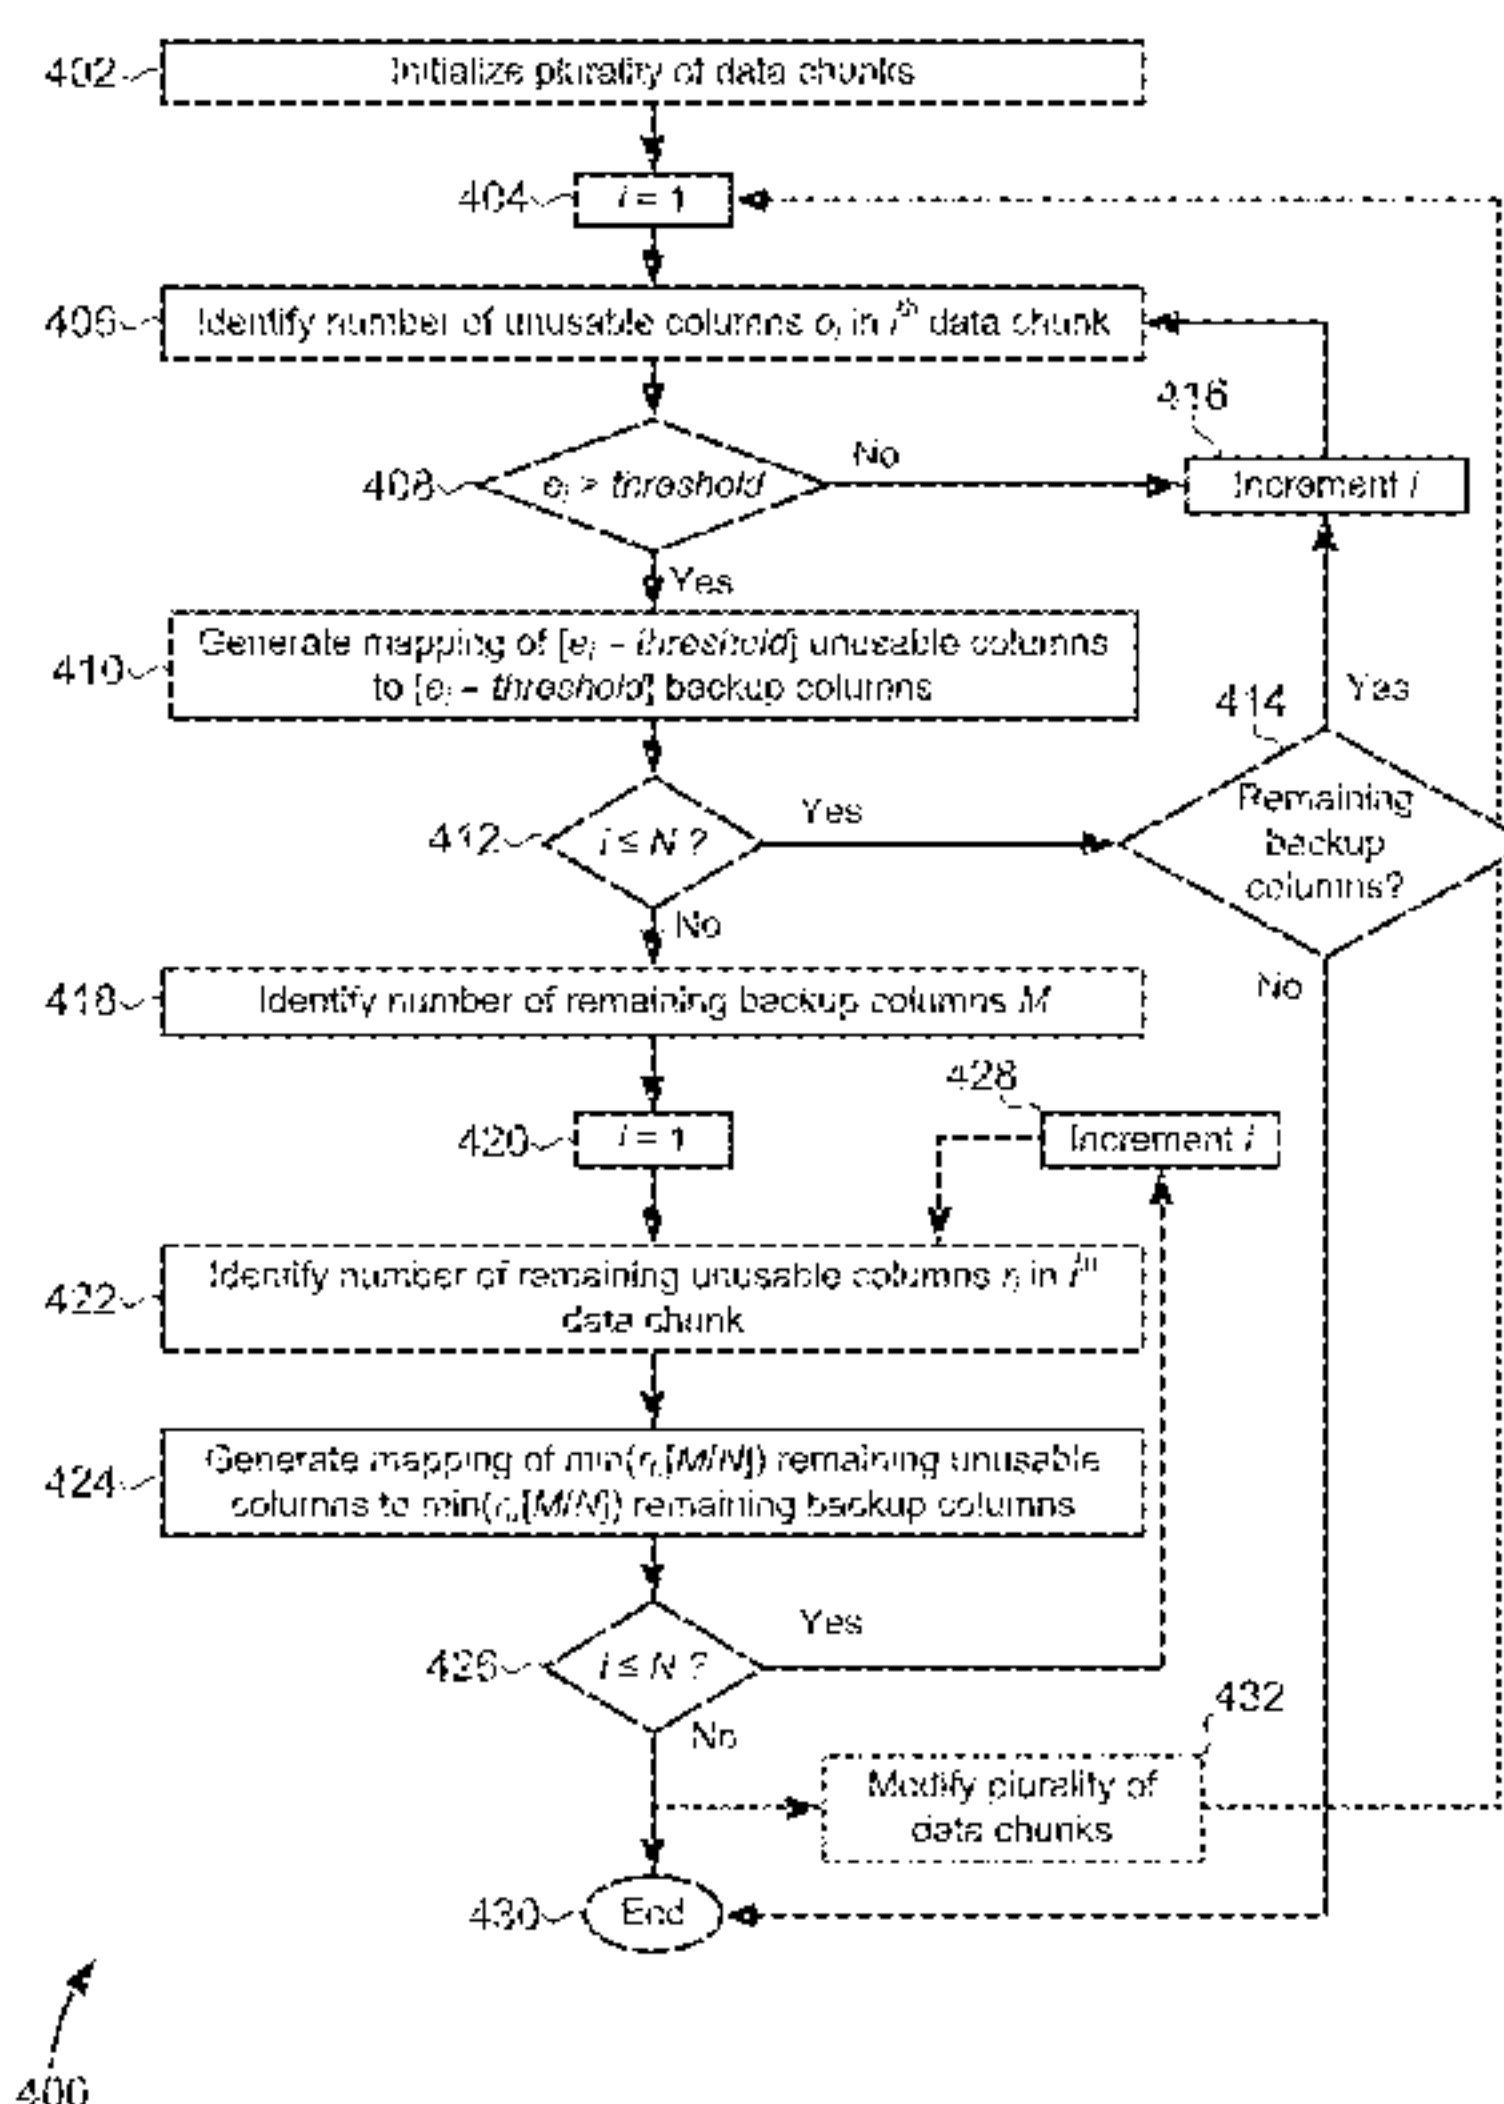 402
Initialize plurality of data chunks
404
i = 1
406
Identify number of unusable columns eᵢ in iᵗʰ data chunk
416
408
eᵢ > threshold
No
Increment i
Yes
410
Generate mapping of [eᵢ – threshold] unusable columns
to [eᵢ – threshold] backup columns
414
Yes
412
i ≤ N ?
Yes
Remaining
backup
columns?
No
No
418
Identify number of remaining backup columns M
428
420
i = 1
Increment i
422
Identify number of remaining unusable columns rᵢ in iᵗʰ
data chunk
424
Generate mapping of min(rᵢ,[M/N]) remaining unusable
columns to min(rᵢ,[M/N]) remaining backup columns
426
i ≤ N ?
Yes
No
432
Modify plurality of
data chunks
430
End
400